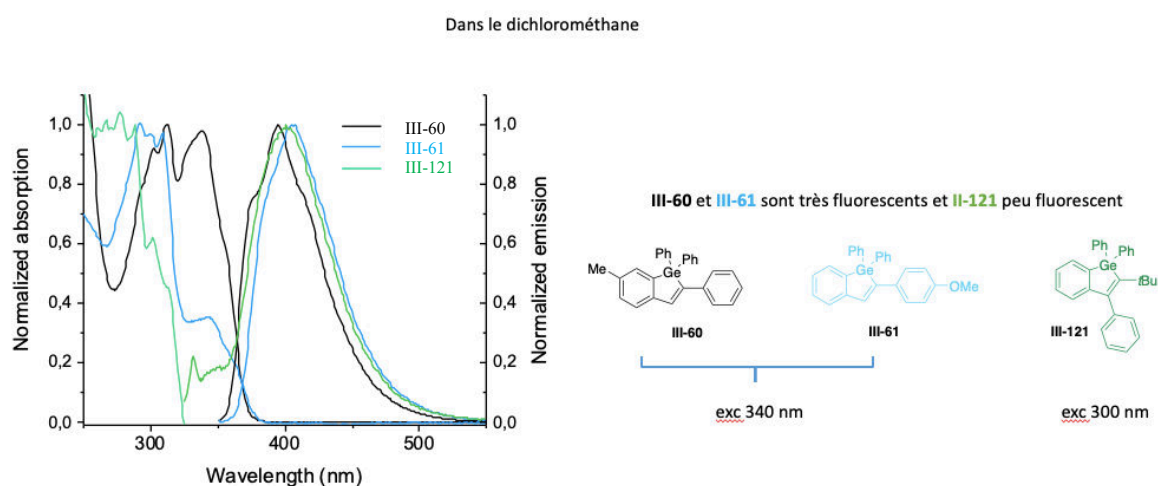 Dans le dichlorométhane
Normalized absorption
1,0
0,8
0,6
0,4
0,2
0,0
III-60
III-61
III-121
1,0
0,8
0,6
0,4
0,2
0,0
Normalized emission
300
400
500
Wavelength (nm)
III-60 et III-61 sont très fluorescents et II-121 peu fluorescent
Ph
Ph
Me
Ge
III-60
Ph
Ph
Ge
OMe
III-61
Ph
Ph
Ge
tBu
III-121
exc 340 nm
exc 300 nm